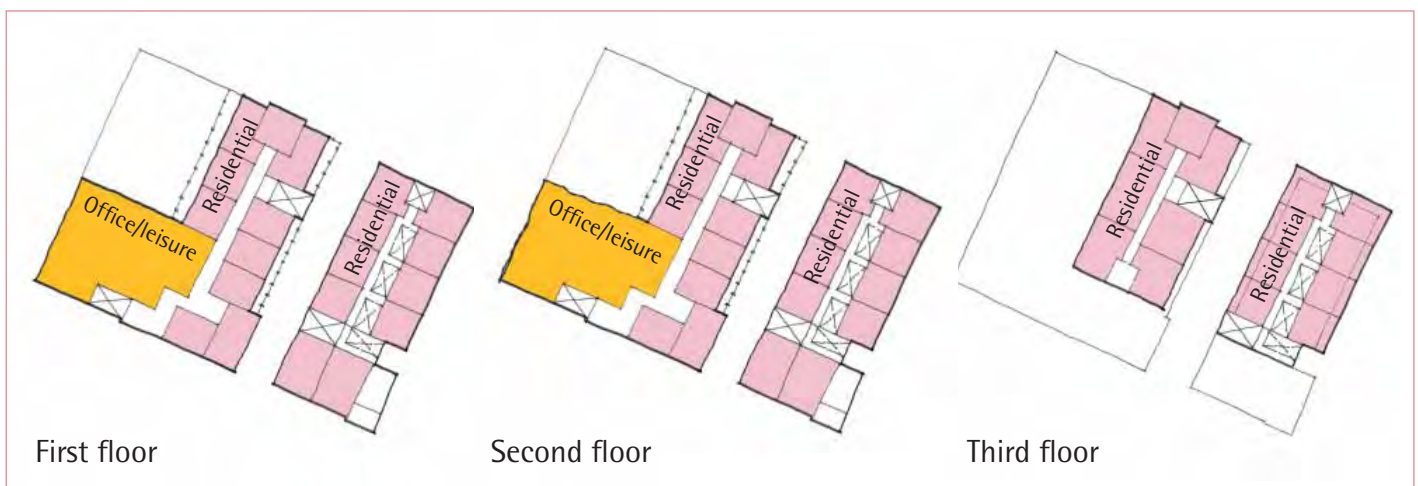 Residential
Office/leisure
Residential
First floor
Residential
Office/leisure
Residential
Second floor
Residential
Residential
Third floor